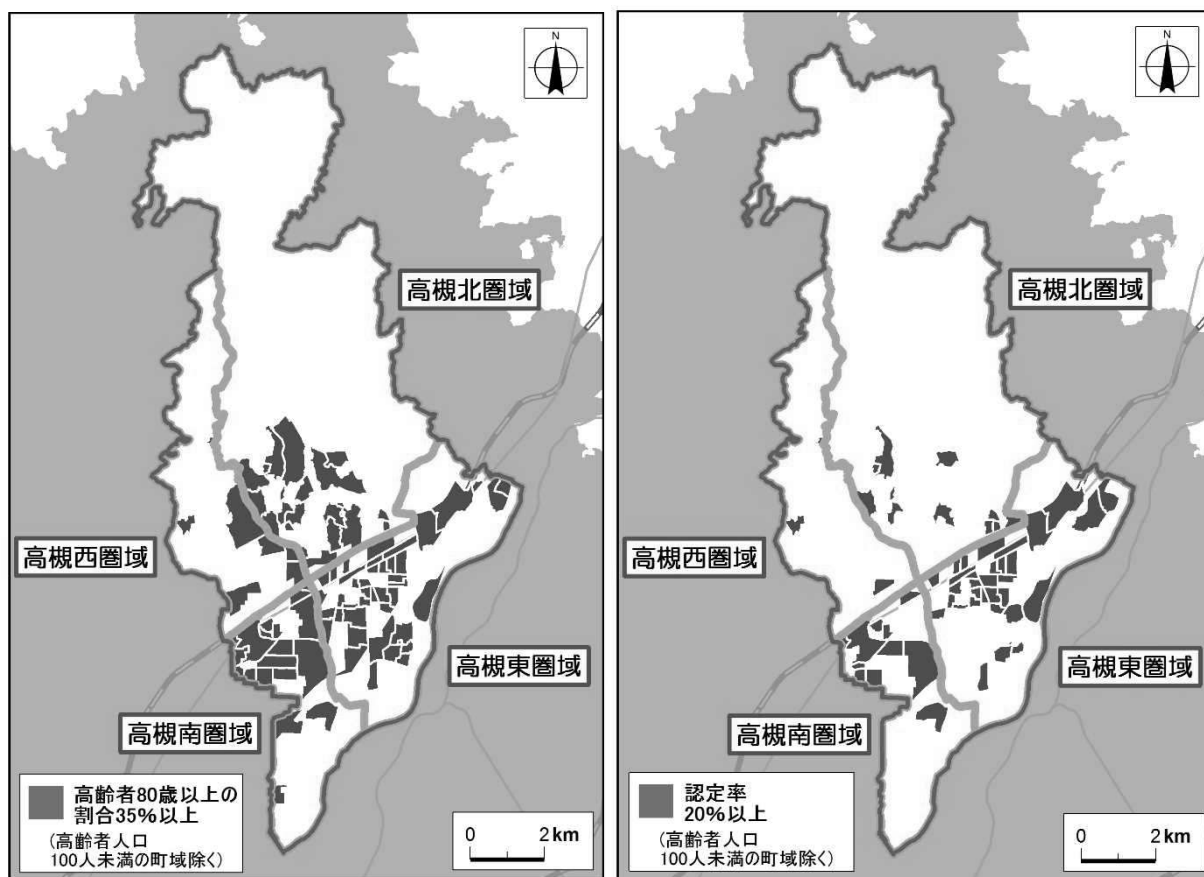 N
高槻北圏域
高槻西圏域
高槻東圏域
高槻南圏域
高齢者80歳以上の
割合35%以上
(高齢者人口
100人未満の町域除く)
0 2km
N
高槻北圏域
高槻西圏域
高槻東圏域
高槻南圏域
認定率
20%以上
(高齢者人口
100人未満の町域除く)
0 2km